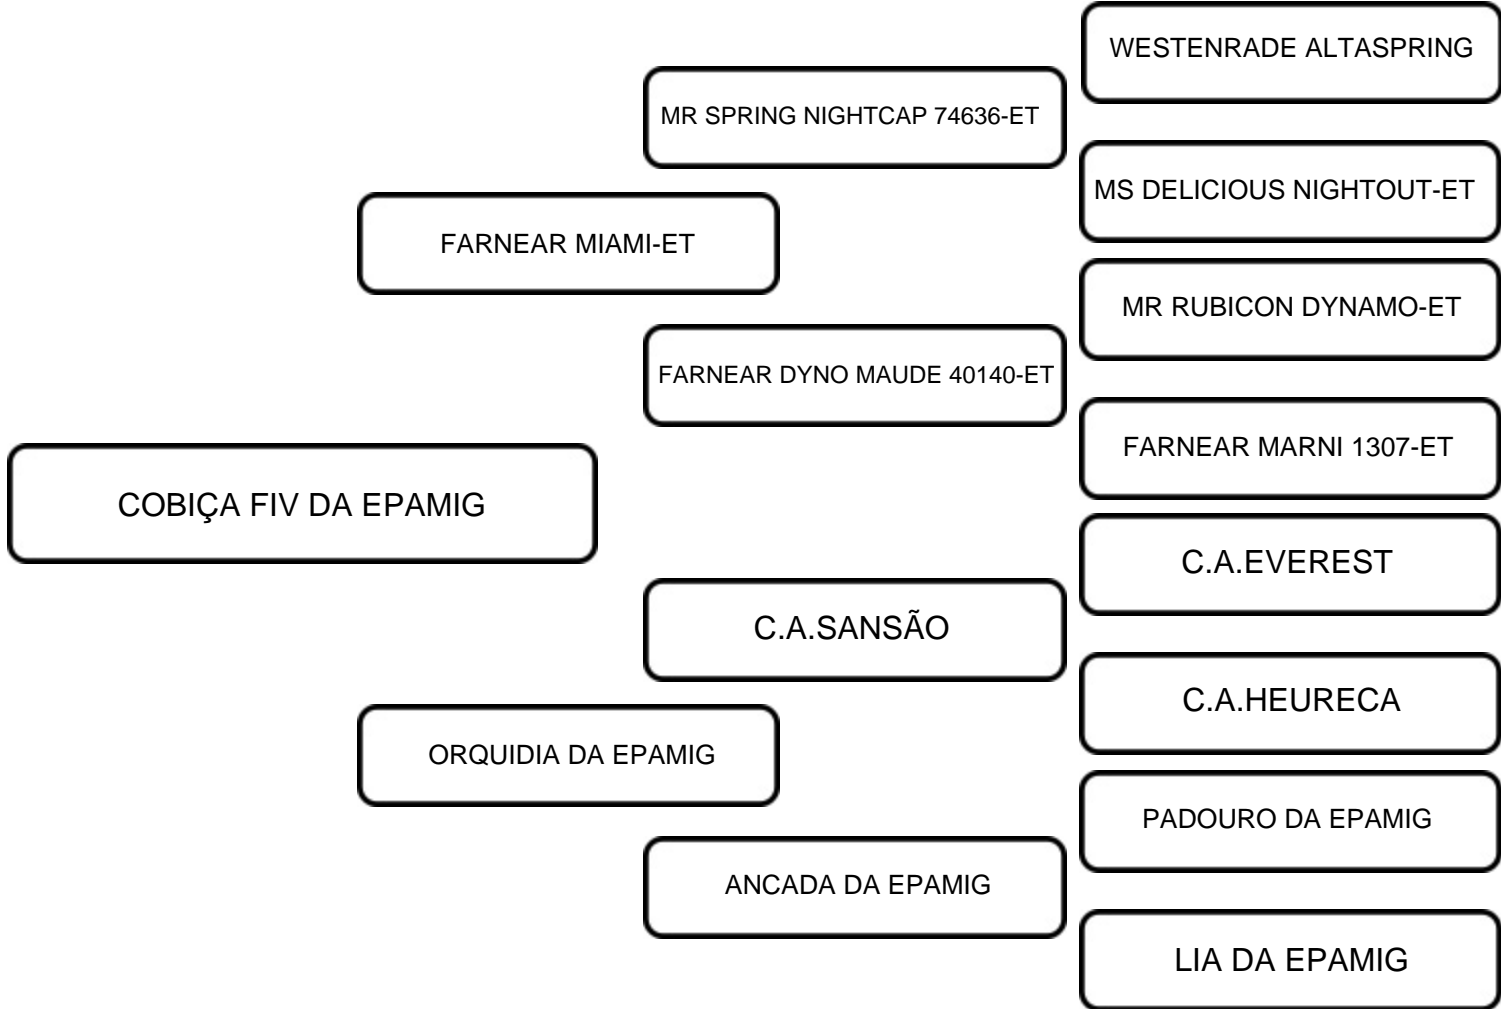 WESTENRADE ALTASPRING
MR SPRING NIGHTCAP 74636-ET
MS DELICIOUS NIGHTOUT-ET
FARNEAR MIAMI-ET
MR RUBICON DYNAMO-ET
FARNEAR DYNO MAUDE 40140-ET
FARNEAR MARNI 1307-ET
COBIÇA FIV DA EPAMIG
C.A.EVEREST
C.A.SANSÃO
C.A.HEURECA
ORQUIDIA DA EPAMIG
PADOURO DA EPAMIG
ANCADA DA EPAMIG
LIA DA EPAMIG